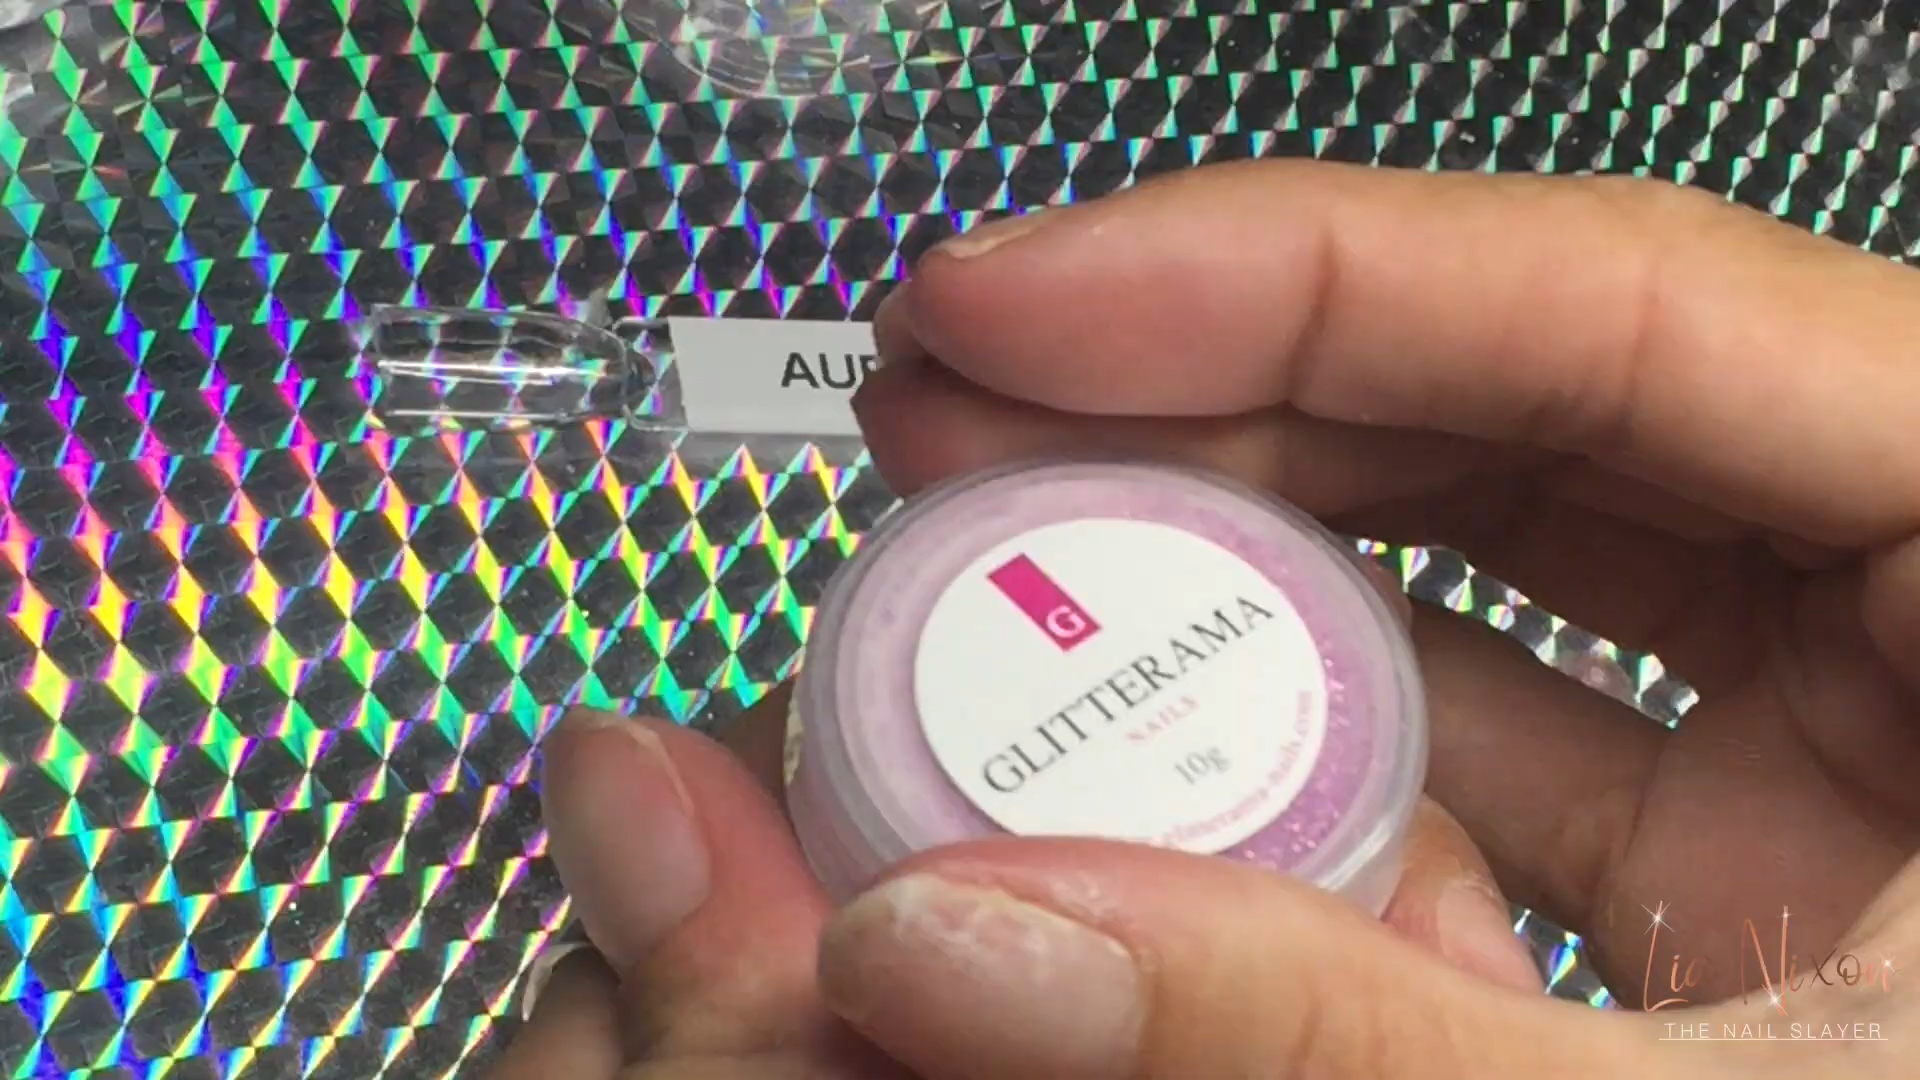 AU
G
GLITTERAMA
NAILS
10g
Lia Nixon
THE NAIL SLAYER